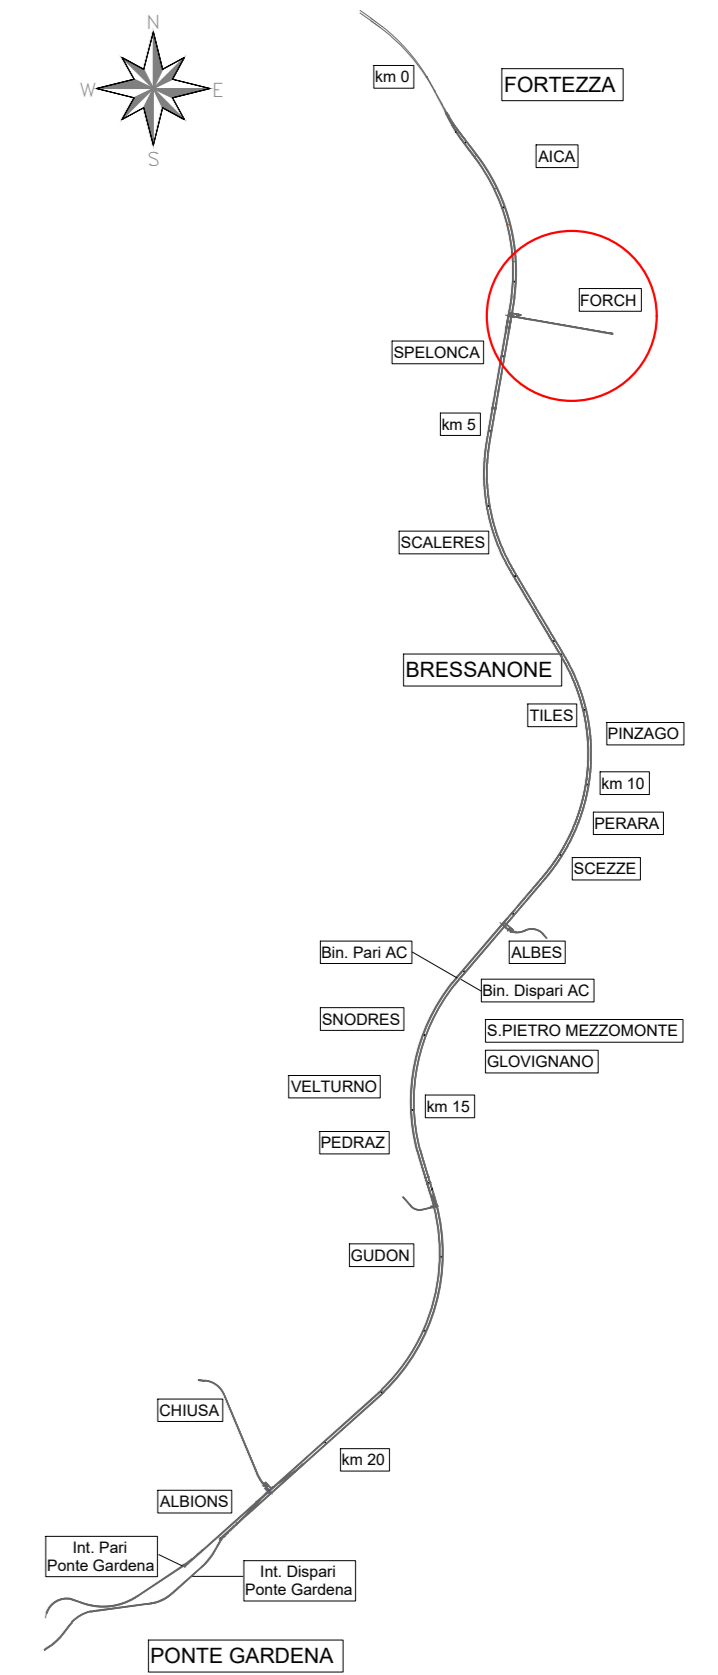 N
W
E
S
km 0
FORTEZZA
AICA
FORCH
SPELONCA
km 5
SCALERES
BRESSANONE
TILES
PINZAGO
km 10
PERARA
SCEZZE
ALBES
Bin. Pari AC
Bin. Dispari AC
SNODRES
S.PIETRO MEZZOMONTE
GLOVIGNANO
VELTURNO
km 15
PEDRAZ
GUDON
CHIUSA
km 20
ALBIONS
Int. Pari
Ponte Gardena
Int. Dispari
Ponte Gardena
PONTE GARDENA